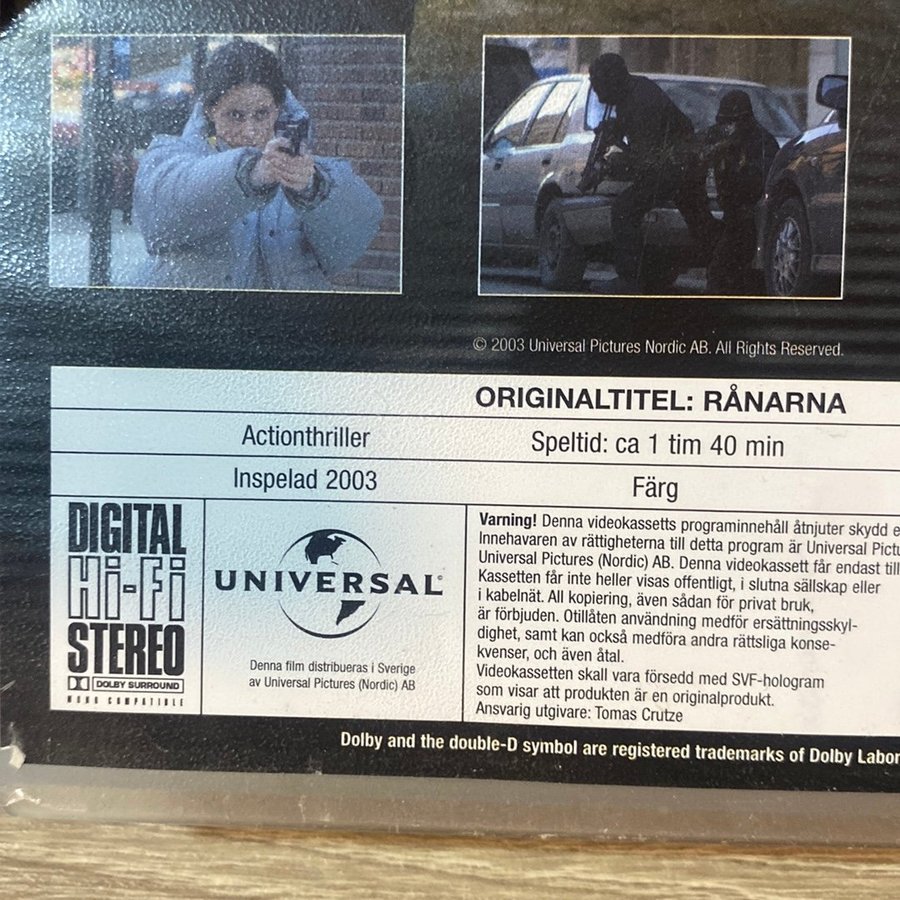 © 2003 Universal Pictures Nordic AB. All Rights Reserved.
ORIGINALTITEL: RÅNARNA
Actionthriller
Speltid: ca 1 tim 40 min
Inspelad 2003
Färg
DIGITAL
Hi-Fi
STEREO
DOLBY SURROUND
MONO COMPATIBLE
UNIVERSAL®
Denna film distribueras i Sverige
av Universal Pictures (Nordic) AB
Varning! Denna videokassetts programinnehåll åtnjuter skydd e
Innehavaren av rättigheterna till detta program är Universal Pictu
Universal Pictures (Nordic) AB. Denna videokassett får endast till
Kassetten får inte heller visas offentligt, i slutna sällskap eller
i kabelnät. All kopiering, även sådan för privat bruk,
är förbjuden. Otillåten användning medför ersättningsskyl-
dighet, samt kan också medföra andra rättsliga konse-
kvenser, och även åtal.
Videokassetten skall vara försedd med SVF-hologram
som visar att produkten är en originalprodukt.
Ansvarig utgivare: Tomas Crutze
Dolby and the double-D symbol are registered trademarks of Dolby Labor